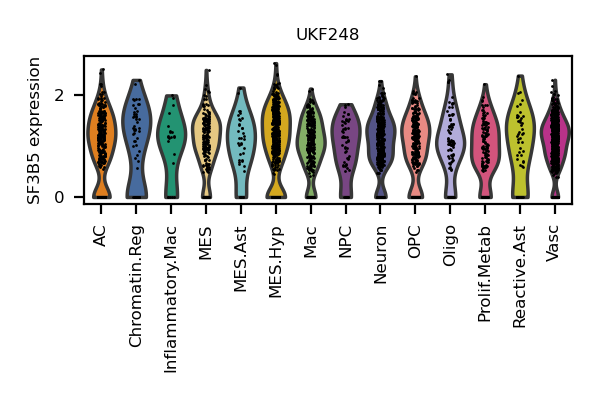 UKF248
SF3B5 expression
2
0
AC
Chromatin.Reg
Inflammatory.Mac
MES
MES.Ast
MES.Hyp
Mac
NPC
Neuron
OPC
Oligo
Prolif.Metab
Reactive.Ast
Vasc